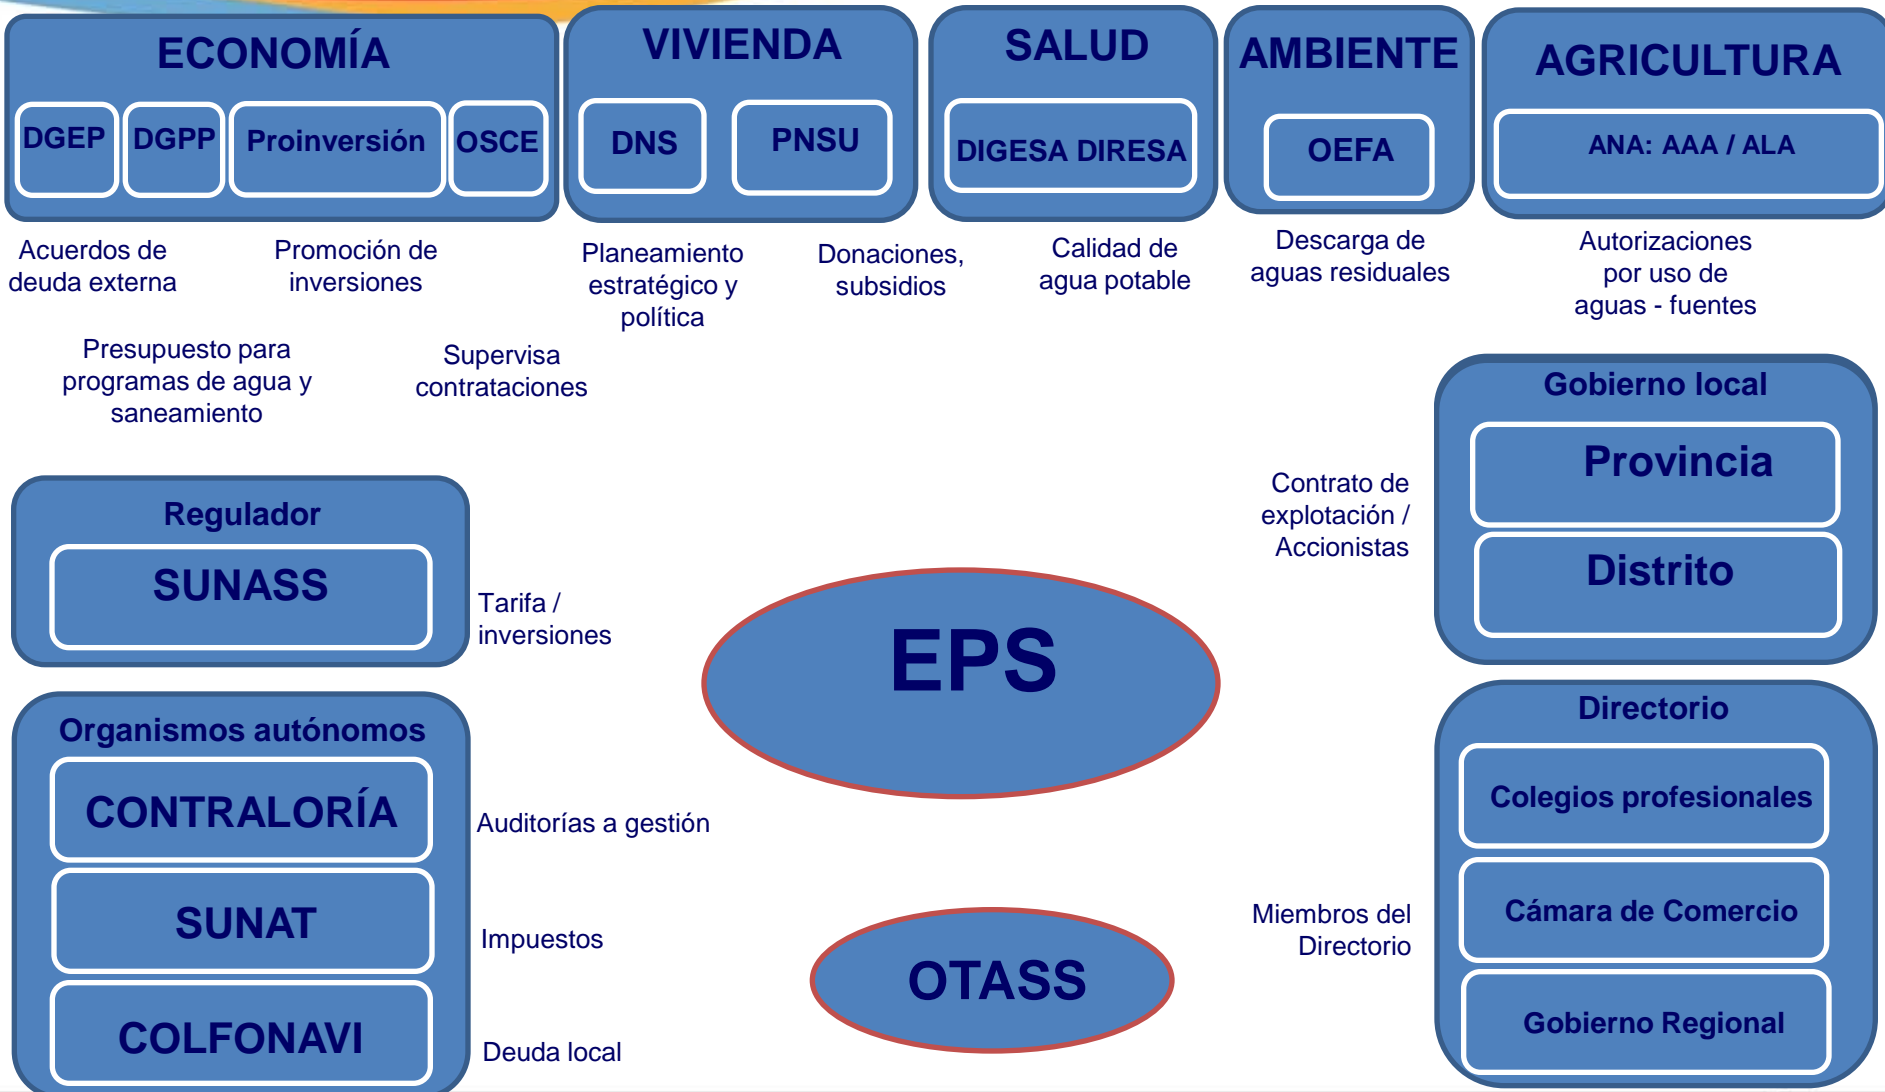 ECONOMÍA
DGEP
DGPP
Proinversión
OSCE
VIVIENDA
DNS
PNSU
SALUD
DIGESA DIRESA
AMBIENTE
OEFA
AGRICULTURA
ANA: AAA / ALA
Acuerdos de
deuda externa
Promoción de
inversiones
Planeamiento
estratégico y
política
Donaciones,
subsidios
Calidad de
agua potable
Descarga de
aguas residuales
Autorizaciones
por uso de
aguas - fuentes
Presupuesto para
programas de agua y
saneamiento
Supervisa
contrataciones
Gobierno local
Provincia
Distrito
Contrato de
explotación /
Accionistas
Regulador
SUNASS
Tarifa /
inversiones
EPS
Organismos autónomos
CONTRALORÍA
Auditorías a gestión
SUNAT
Impuestos
COLFONAVI
Deuda local
OTASS
Directorio
Colegios profesionales
Cámara de Comercio
Gobierno Regional
Miembros del
Directorio